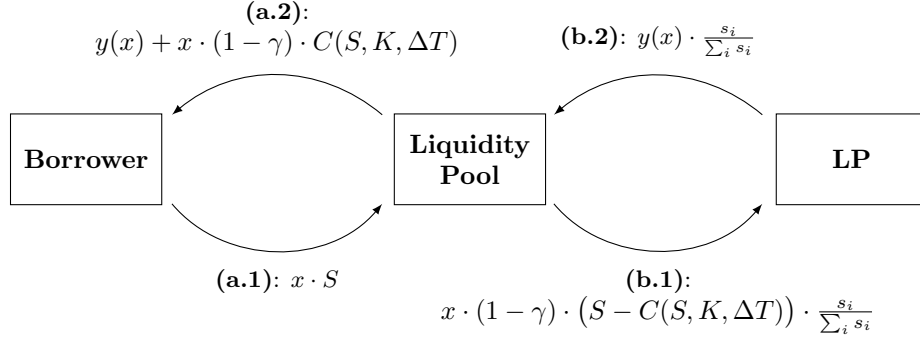 (a.2):
y(x) + x · (1 − γ) · C(S, K, ΔT)
(b.2): y(x) · s_i / ∑_i s_i
Borrower
Liquidity
Pool
LP
(a.1): x · S
(b.1):
x · (1 − γ) · (S − C(S, K, ΔT)) · s_i / ∑_i s_i